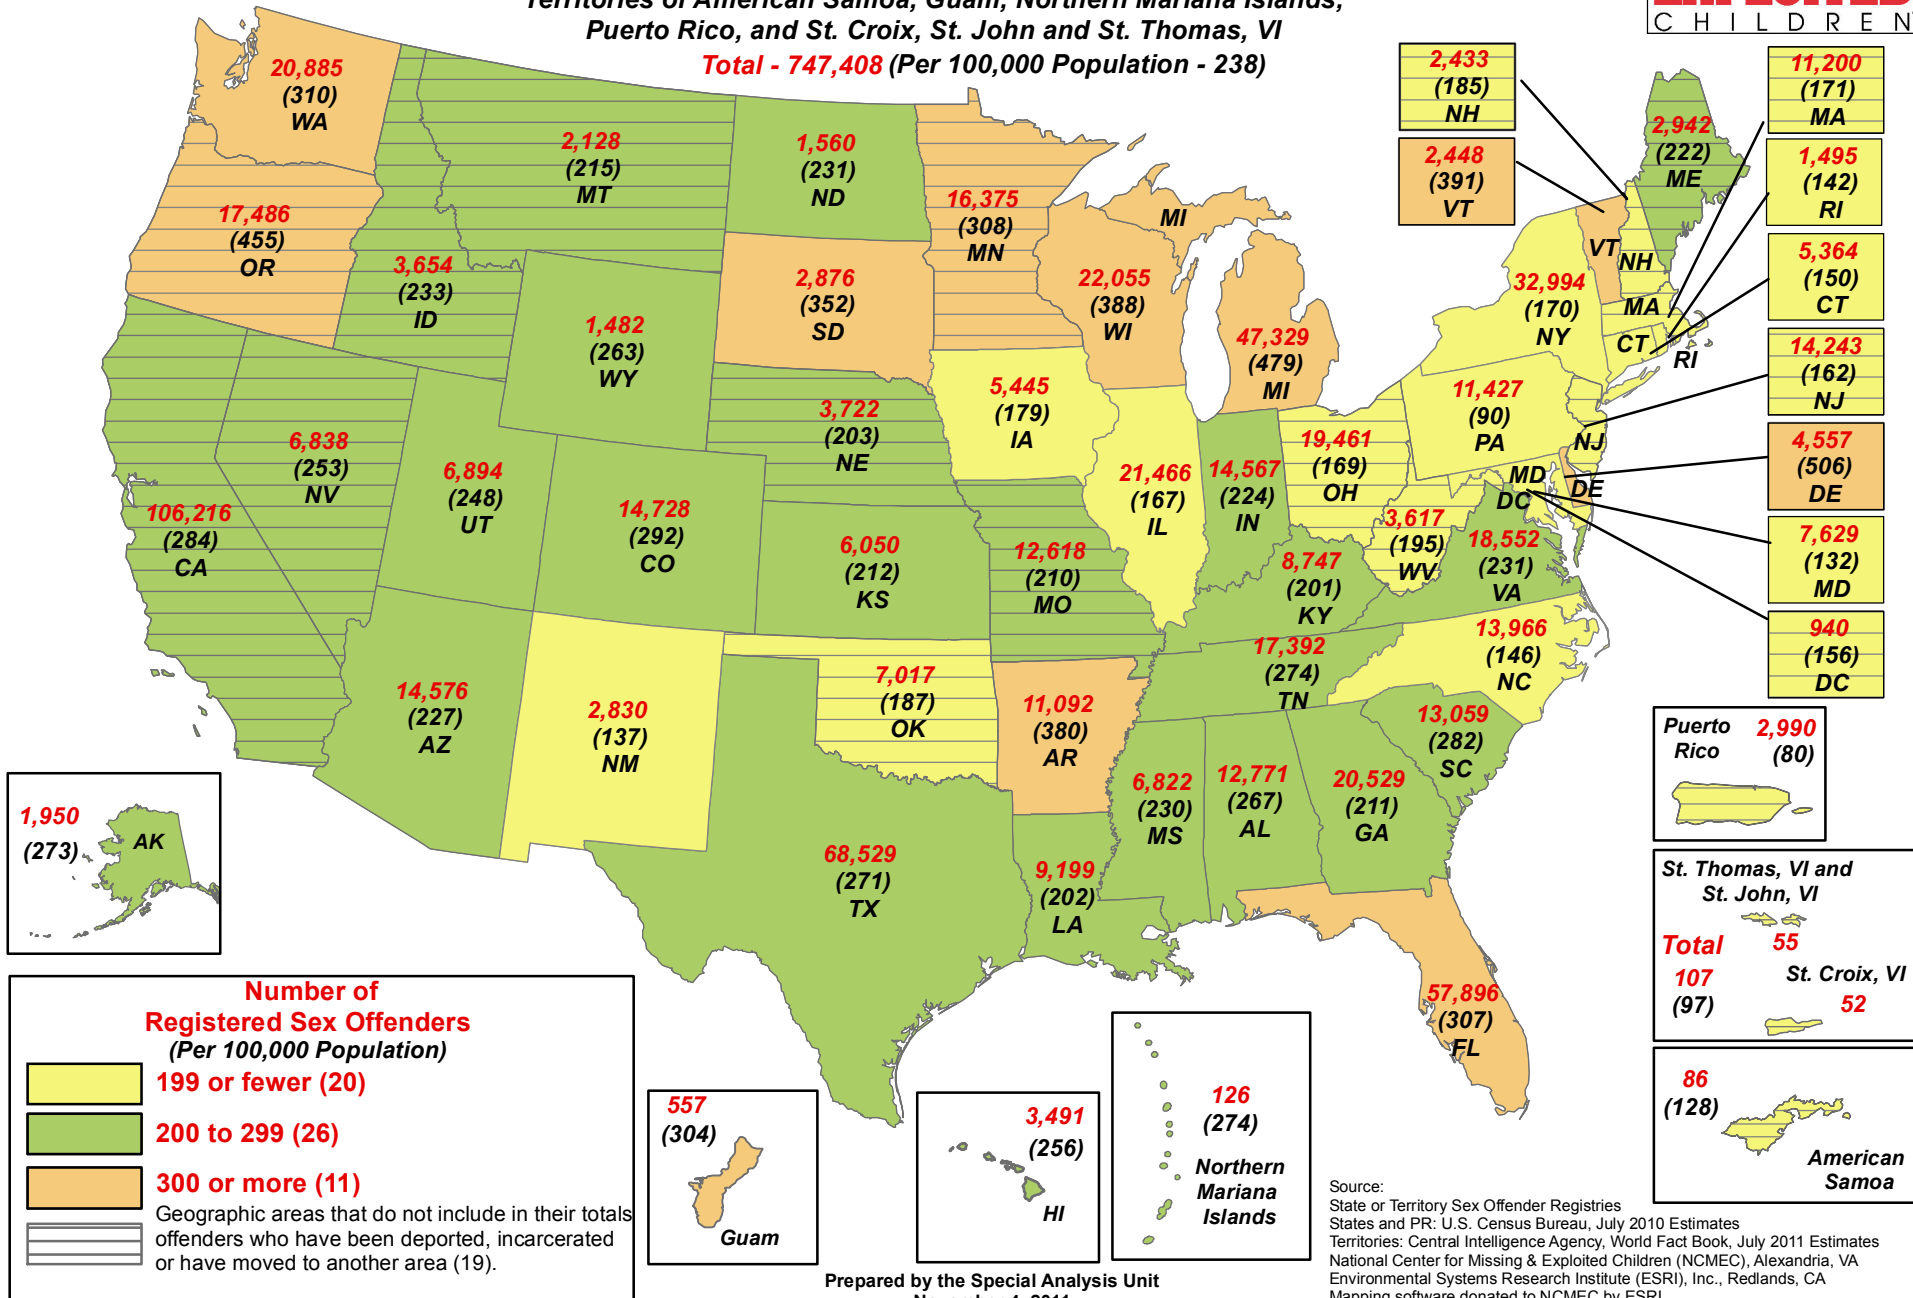 Territories of American Samoa, Guam, Northern Mariana Islands,
Puerto Rico, and St. Croix, St. John and St. Thomas, VI
Total - 747,408 (Per 100,000 Population - 238)
EXPLOITED
CHILDREN
20,885
(310)
WA
17,486
(455)
OR
3,654
(233)
ID
2,128
(215)
MT
1,560
(231)
ND
2,876
(352)
SD
1,482
(263)
WY
16,375
(308)
MN
22,055
(388)
WI
MI
47,329
(479)
MI
5,445
(179)
IA
3,722
(203)
NE
6,838
(253)
NV
106,216
(284)
CA
6,894
(248)
UT
14,728
(292)
CO
6,050
(212)
KS
12,618
(210)
MO
21,466
(167)
IL
14,567
(224)
IN
19,461
(169)
OH
11,427
(90)
PA
32,994
(170)
NY
VT
NH
MA
CT
RI
NJ
MD
DE
DC
2,942
(222)
ME
2,433
(185)
NH
2,448
(391)
VT
11,200
(171)
MA
1,495
(142)
RI
5,364
(150)
CT
14,243
(162)
NJ
4,557
(506)
DE
7,629
(132)
MD
940
(156)
DC
3,617
(195)
WV
18,552
(231)
VA
8,747
(201)
KY
17,392
(274)
TN
13,966
(146)
NC
13,059
(282)
SC
14,576
(227)
AZ
2,830
(137)
NM
7,017
(187)
OK
11,092
(380)
AR
68,529
(271)
TX
9,199
(202)
LA
6,822
(230)
MS
12,771
(267)
AL
20,529
(211)
GA
57,896
(307)
FL
1,950
(273)
AK
Puerto
Rico
2,990
(80)
St. Thomas, VI and
St. John, VI
Total
55
107
(97)
St. Croix, VI
52
86
(128)
American
Samoa
557
(304)
Guam
3,491
(256)
HI
126
(274)
Northern
Mariana
Islands
Number of
Registered Sex Offenders
(Per 100,000 Population)
199 or fewer (20)
200 to 299 (26)
300 or more (11)
Geographic areas that do not include in their totals
offenders who have been deported, incarcerated
or have moved to another area (19).
Prepared by the Special Analysis Unit
November 4, 2011
Source:
State or Territory Sex Offender Registries
States and PR: U.S. Census Bureau, July 2010 Estimates
Territories: Central Intelligence Agency, World Fact Book, July 2011 Estimates
National Center for Missing & Exploited Children (NCMEC), Alexandria, VA
Environmental Systems Research Institute (ESRI), Inc., Redlands, CA
Mapping software donated to NCMEC by ESRI